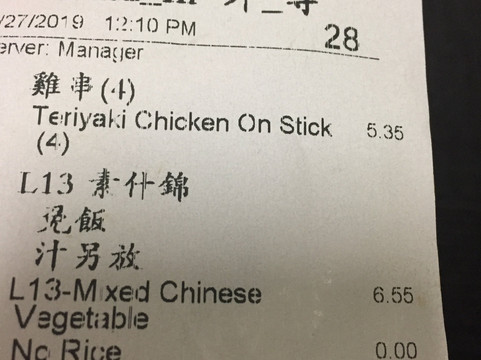 /27/2019 12:10 PM
28
erver: Manager
雞串(4)
Teriyaki Chicken On Stick 5.35
(4)
L13 素什錦
免飯
汁另放
L13-Mixed Chinese 6.55
Vegetable
No Rice 0.00